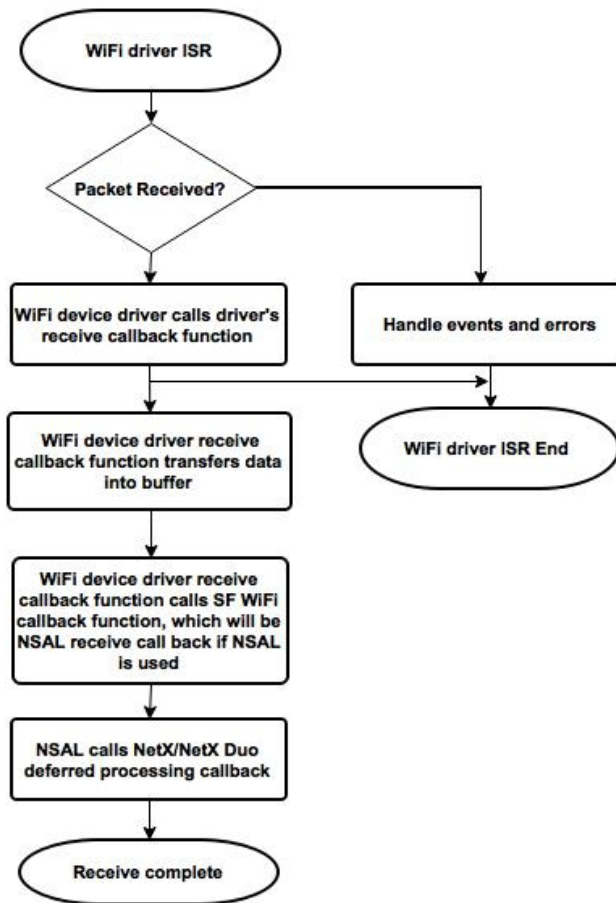 WiFi driver ISR
Packet Received?
WiFi device driver calls driver's
receive callback function
Handle events and errors
WiFi device driver receive
callback function transfers data
into buffer
WiFi driver ISR End
WiFi device driver receive
callback function calls SF WiFi
callback function, which will be
NSAL receive call back if NSAL
is used
NSAL calls NetX/NetX Duo
deferred processing callback
Receive complete